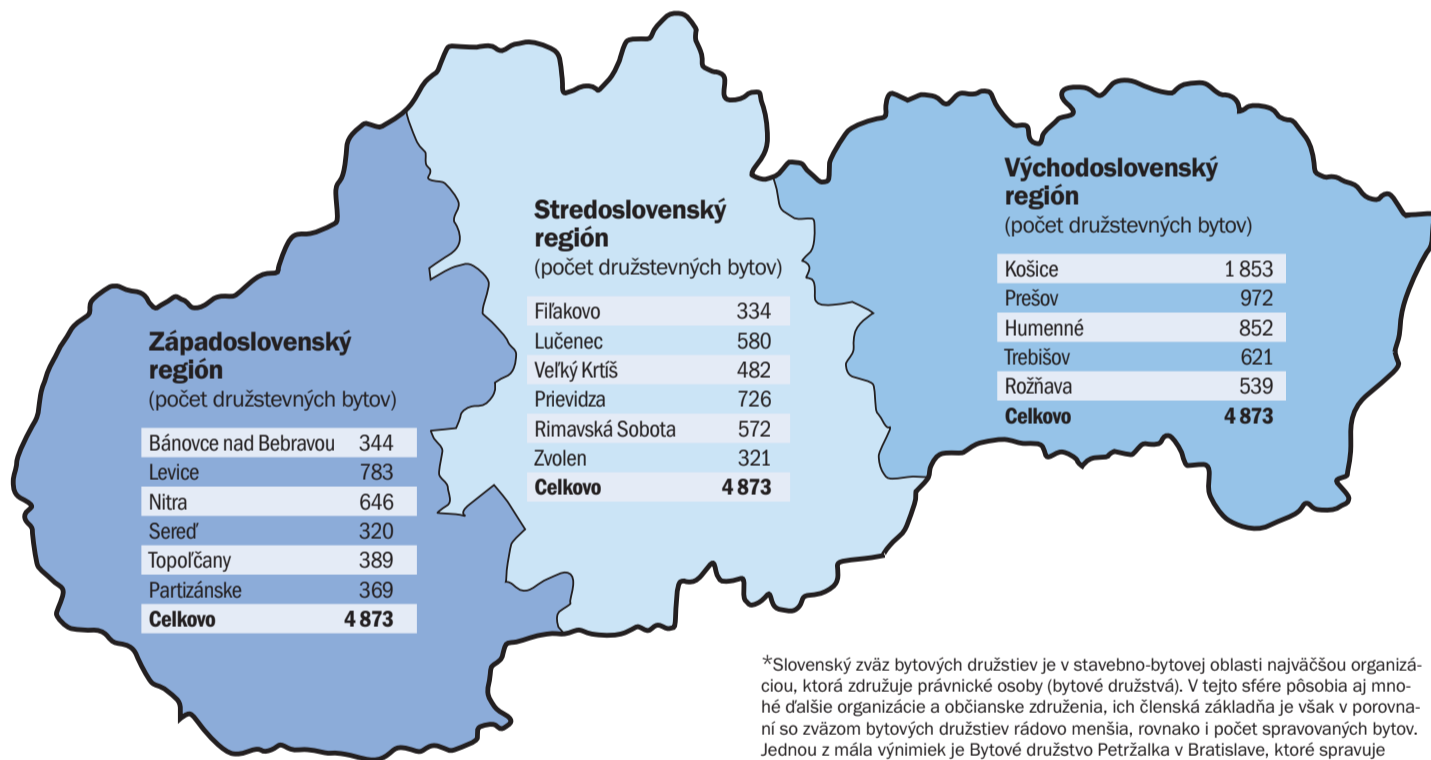 Západoslovenský
región
(počet družstevných bytov)
Bánovce nad Bebravou 344
Levice 783
Nitra 646
Sereď 320
Topoľčany 389
Partizánske 369
Celkovo 4 873
Stredoslovenský
región
(počet družstevných bytov)
Fiľakovo 334
Lučenec 580
Veľký Krtíš 482
Prievidza 726
Rimavská Sobota 572
Zvolen 321
Celkovo 4 873
Východoslovenský
región
(počet družstevných bytov)
Košice 1 853
Prešov 972
Humenné 852
Trebišov 621
Rožňava 539
Celkovo 4 873
*Slovenský zväz bytových družstiev je v stavebno-bytovej oblasti najväčšou organizá-
ciou, ktorá združuje právnické osoby (bytové družstvá). V tejto sfére pôsobia aj mno-
hé ďalšie organizácie a občianske združenia, ich členská základňa je však v porovna-
ní so zväzom bytových družstiev rádovo menšia, rovnako i počet spravovaných bytov.
Jednou z mála výnimiek je Bytové družstvo Petržalka v Bratislave, ktoré spravuje